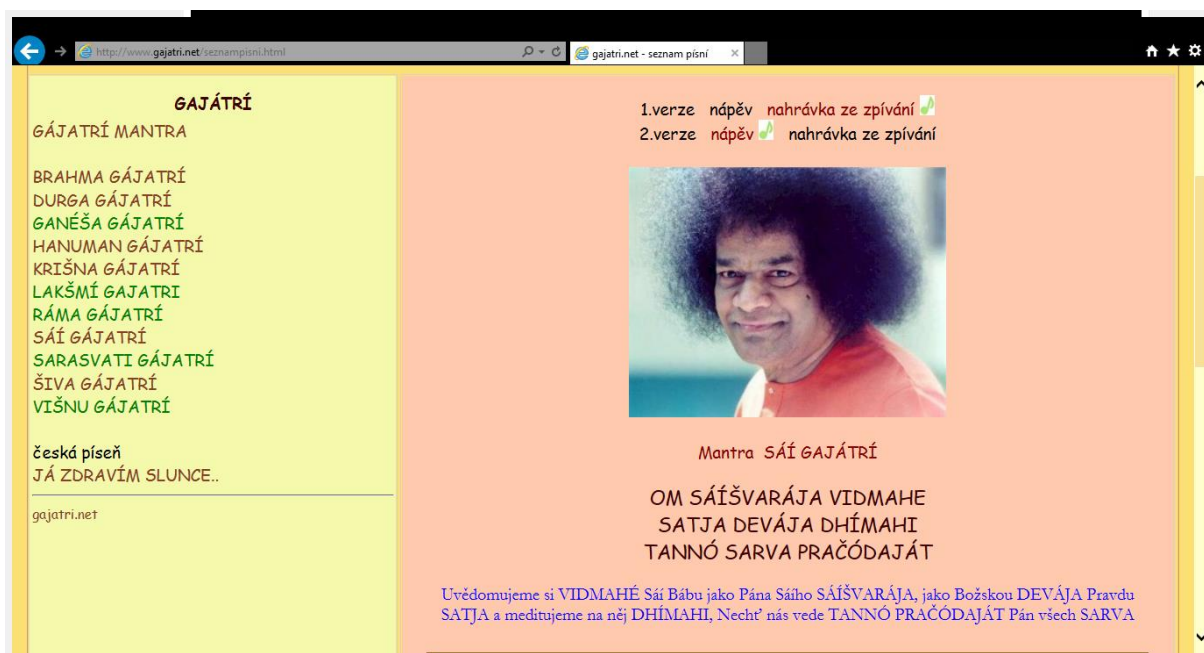 http://www.gajatri.net/seznampisni.html
gajatri.net - seznam písní
GAJÁTRÍ
GÁJATRÍ MANTRA
BRAHMA GÁJATRÍ
DURGA GÁJATRÍ
GANÉŠA GÁJATRÍ
HANUMAN GÁJATRÍ
KRIŠNA GÁJATRÍ
LAKŠMÍ GAJATRI
RÁMA GÁJATRÍ
SÁÍ GÁJATRÍ
SARASVATI GÁJATRÍ
ŠIVA GÁJATRÍ
VIŠNU GÁJATRÍ
česká píseň
JÁ ZDRAVÍM SLUNCE..
gajatri.net
1.verze nápěv nahrávka ze zpívání
2.verze nápěv nahrávka ze zpívání
Mantra SÁÍ GAJÁTRÍ
OM SÁÍŠVARÁJA VIDMAHE
SATJA DEVÁJA DHÍMAHI
TANNÓ SARVA PRAČÓDAJÁT
Uvědomujeme si VIDMAHÉ Sáí Bábu jako Pána Sáího SÁÍŠVARÁJA, jako Božskou DEVÁJA Pravdu
SATJA a meditujeme na něj DHÍMAHI, Nechť nás vede TANNÓ PRAČÓDAJÁT Pán všech SARVA